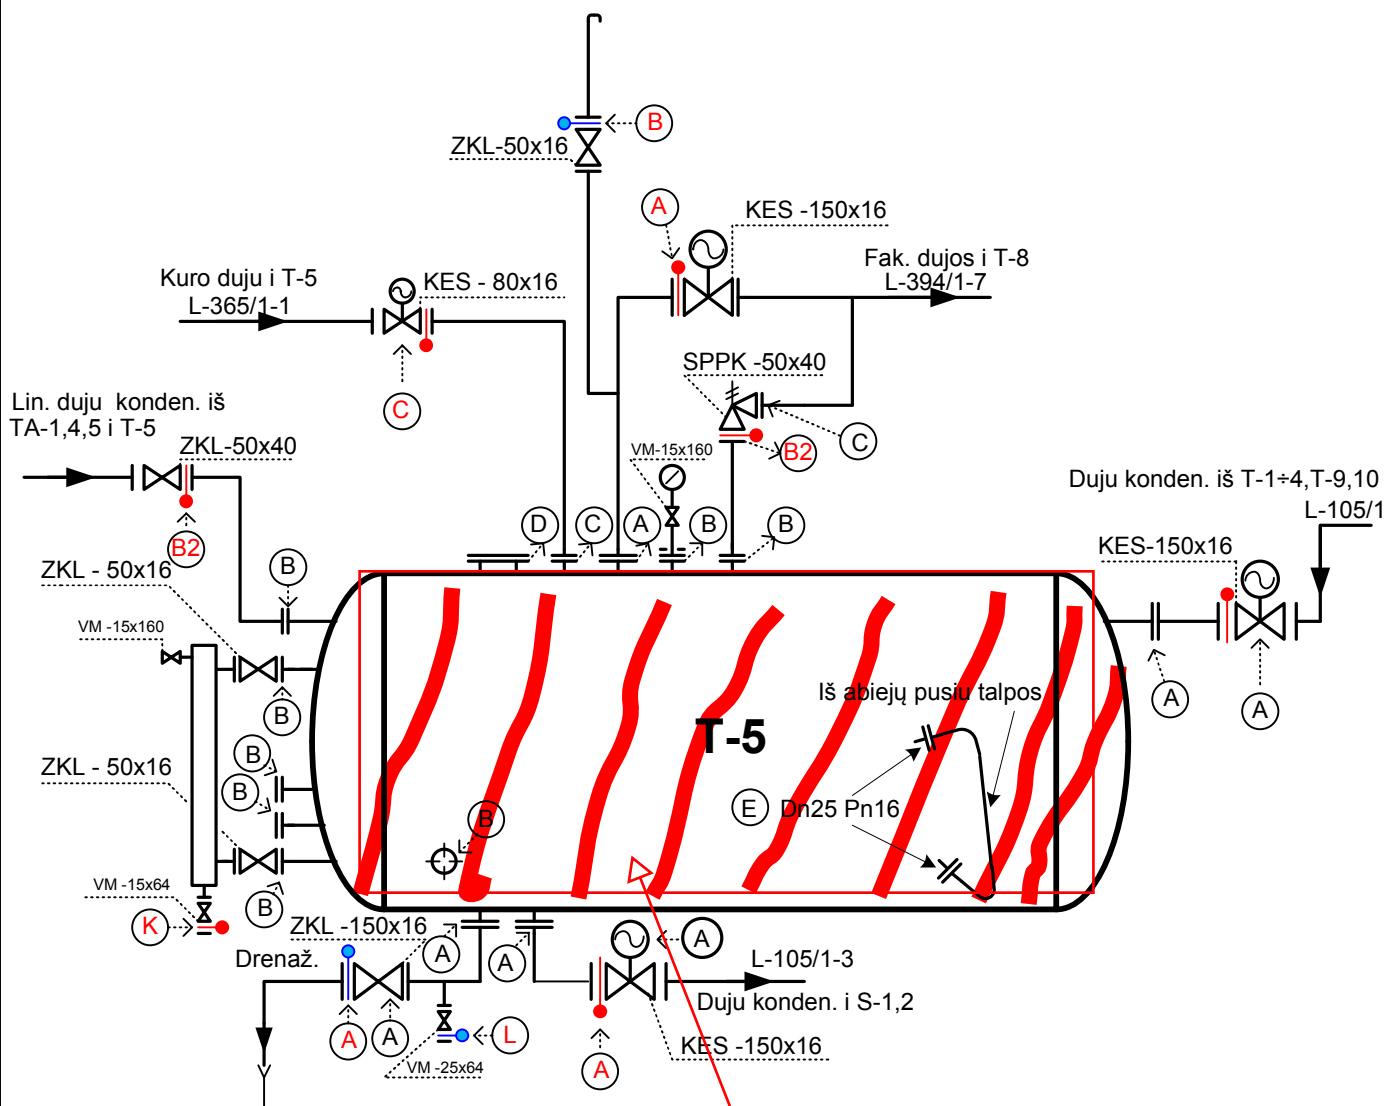 B
ZKL-50x16
A
KES -150x16
Fak. dujos i T-8
L-394/1-7
Kuro duju i T-5
L-365/1-1
KES - 80x16
C
SPPK -50x40
C
B2
Lin. duju konden. iš
TA-1,4,5 i T-5
ZKL-50x40
VM-15x160
Duju konden. iš T-1÷4,T-9,10
L-105/1
KES-150x16
B2
D
C
A
B
B
ZKL - 50x16
B
VM -15x160
B
A
A
Iš abiejų pusiu talpos
T-5
ZKL - 50x16
B
B
E
Dn25 Pn16
B
VM -15x64
B
K
ZKL -150x16
A
A
A
Drenaž.
L-105/1-3
Duju konden. i S-1,2
A
A
L
A
KES -150x16
VM -25x64